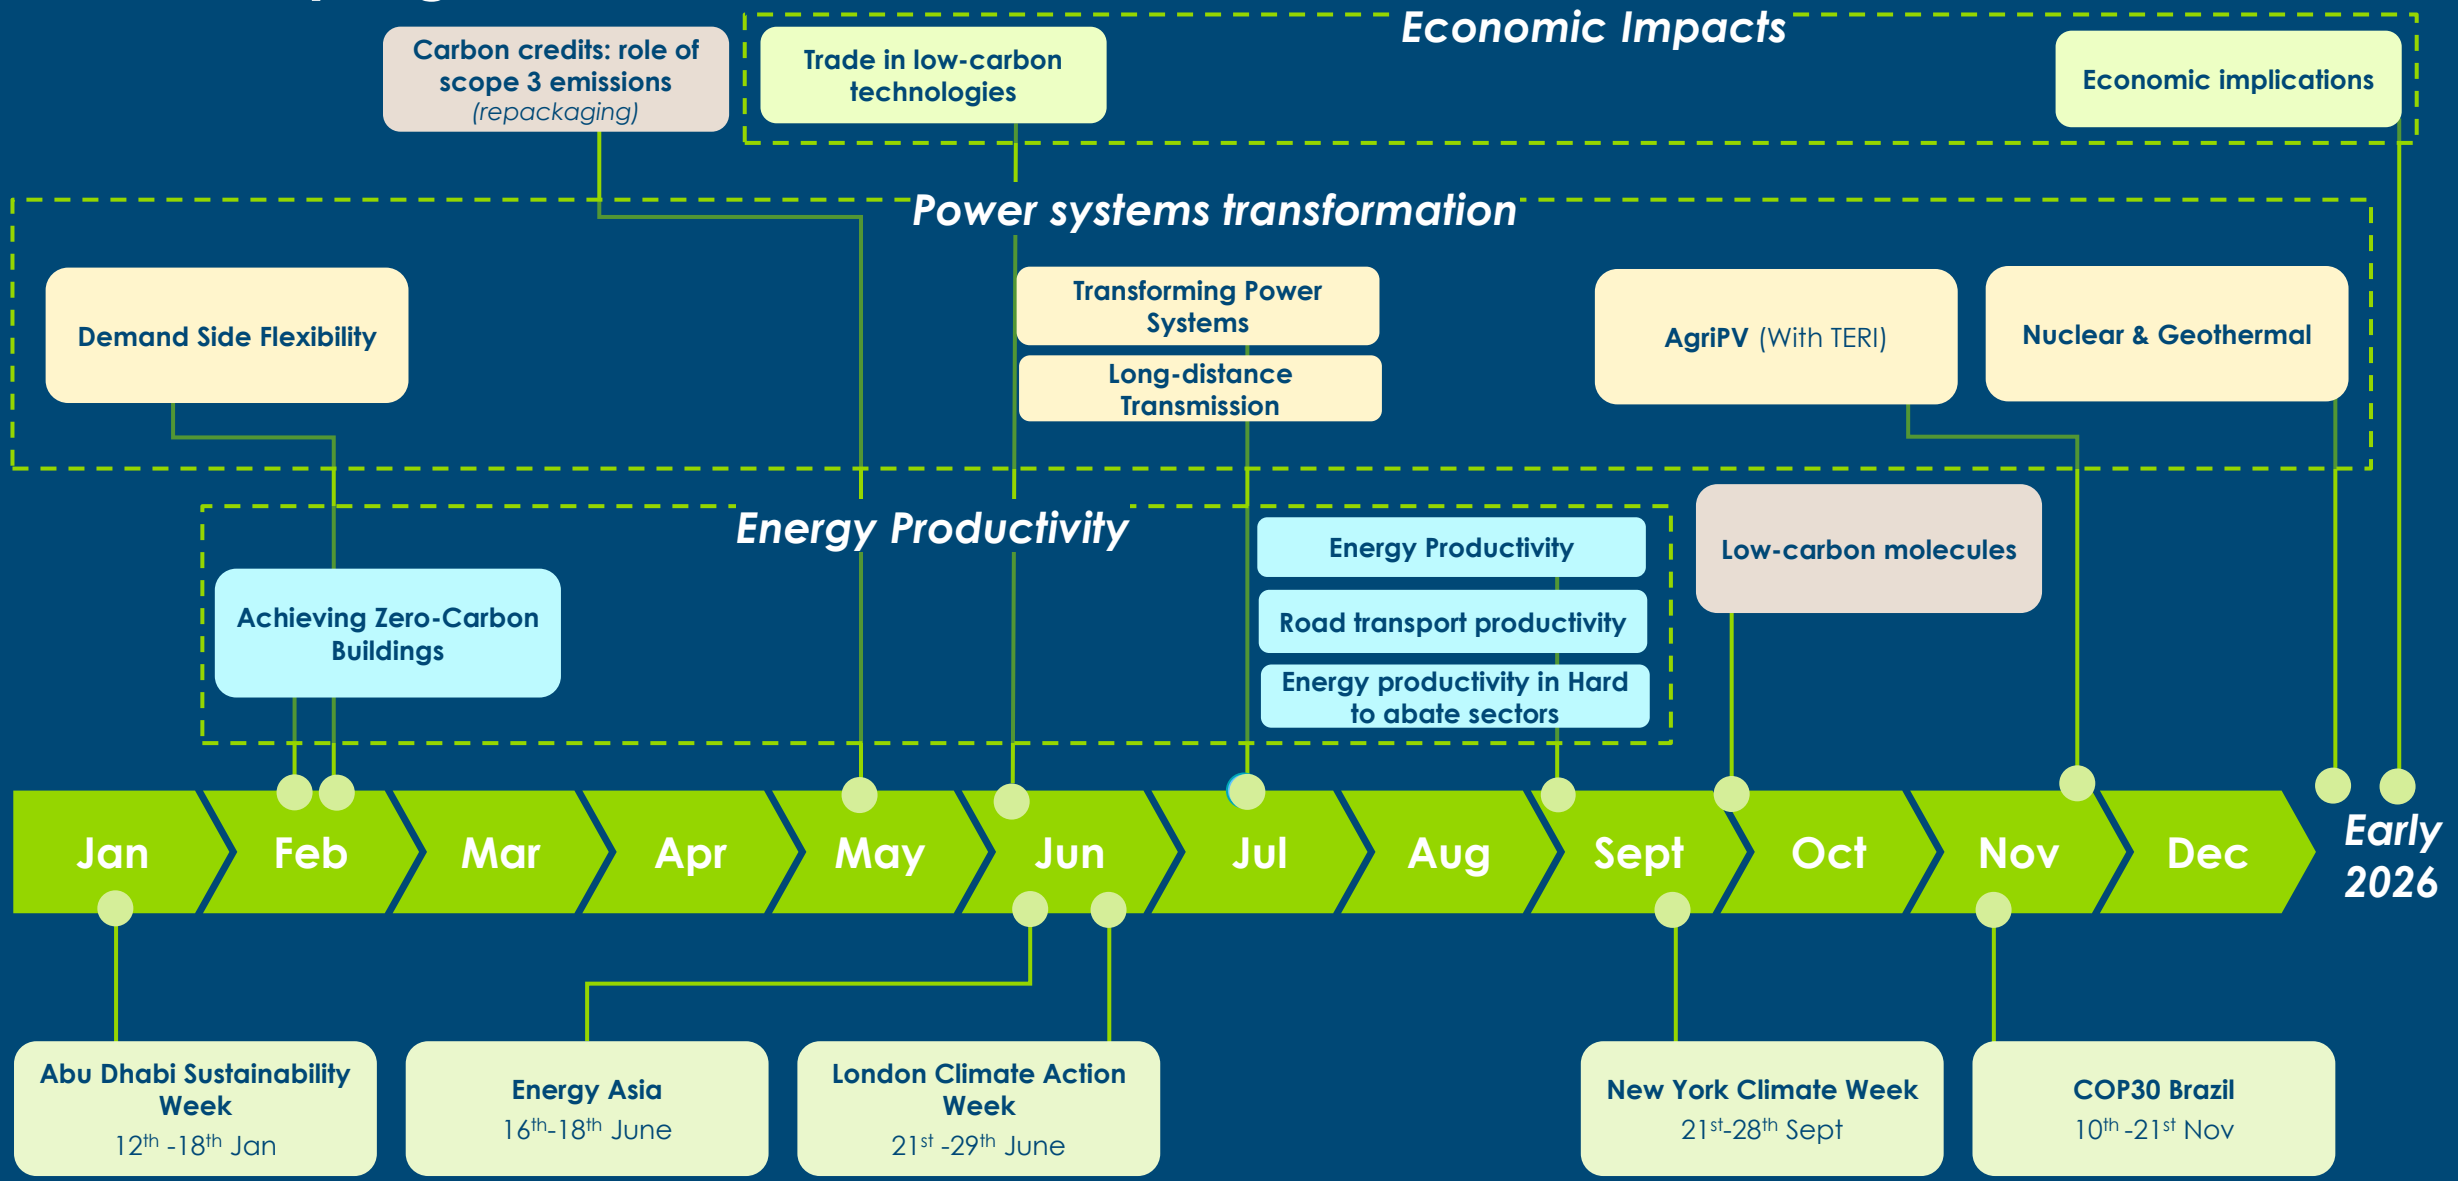 Economic Impacts
Carbon credits: role of
scope 3 emissions
(repackaging)
Trade in low-carbon
technologies
Economic implications
Power systems transformation
Demand Side Flexibility
Transforming Power
Systems
Long-distance
Transmission
AgriPV (With TERI)
Nuclear & Geothermal
Energy Productivity
Achieving Zero-Carbon
Buildings
Energy Productivity
Road transport productivity
Energy productivity in Hard
to abate sectors
Low-carbon molecules
Jan
Feb
Mar
Apr
May
Jun
Jul
Aug
Sept
Oct
Nov
Dec
Early
2026
Abu Dhabi Sustainability
Week
12th -18th Jan
Energy Asia
16th-18th June
London Climate Action
Week
21st -29th June
New York Climate Week
21st-28th Sept
COP30 Brazil
10th -21st Nov